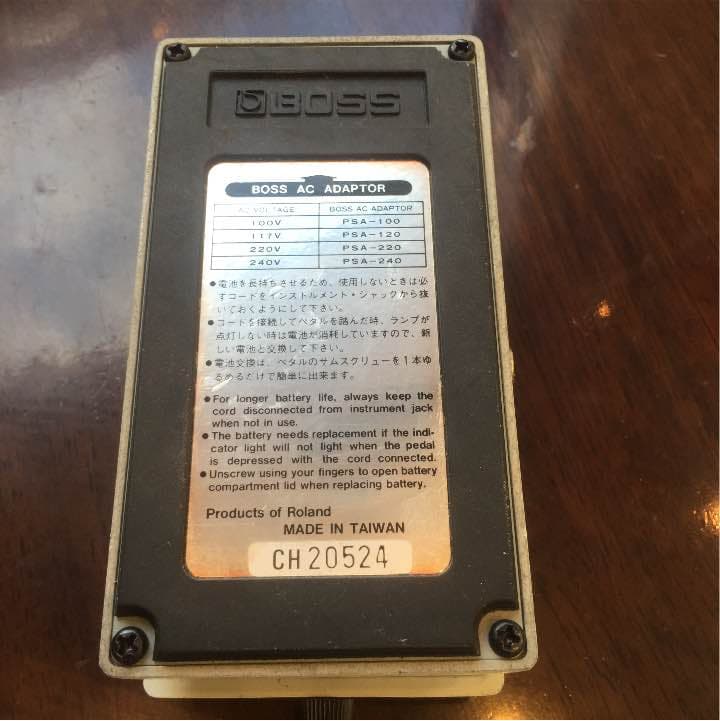 BOSS
BOSS AC ADAPTOR
AC VOLTAGE BOSS AC ADAPTOR
100V PSA-100
117V PSA-120
220V PSA-220
240V PSA-240
●電池を長持ちさせるため、使用しないときは必
ずコードをインストルメント・ジャックから抜
いておくようにして下さい。
●コードを接続してペダルを踏んだ時、ランプが
点灯しない時は電池が消耗していますので、新
しい電池と交換して下さい。
●電池交換は、ペダルのサムスクリューを1本ゆ
るめるだけで簡単に出来ます。
●For longer battery life, always keep the
cord disconnected from instrument jack
when not in use.
●The battery needs replacement if the indi-
cator light will not light when the pedal
is depressed with the cord connected.
●Unscrew using your fingers to open battery
compartment lid when replacing battery.
Products of Roland
MADE IN TAIWAN
CH20524